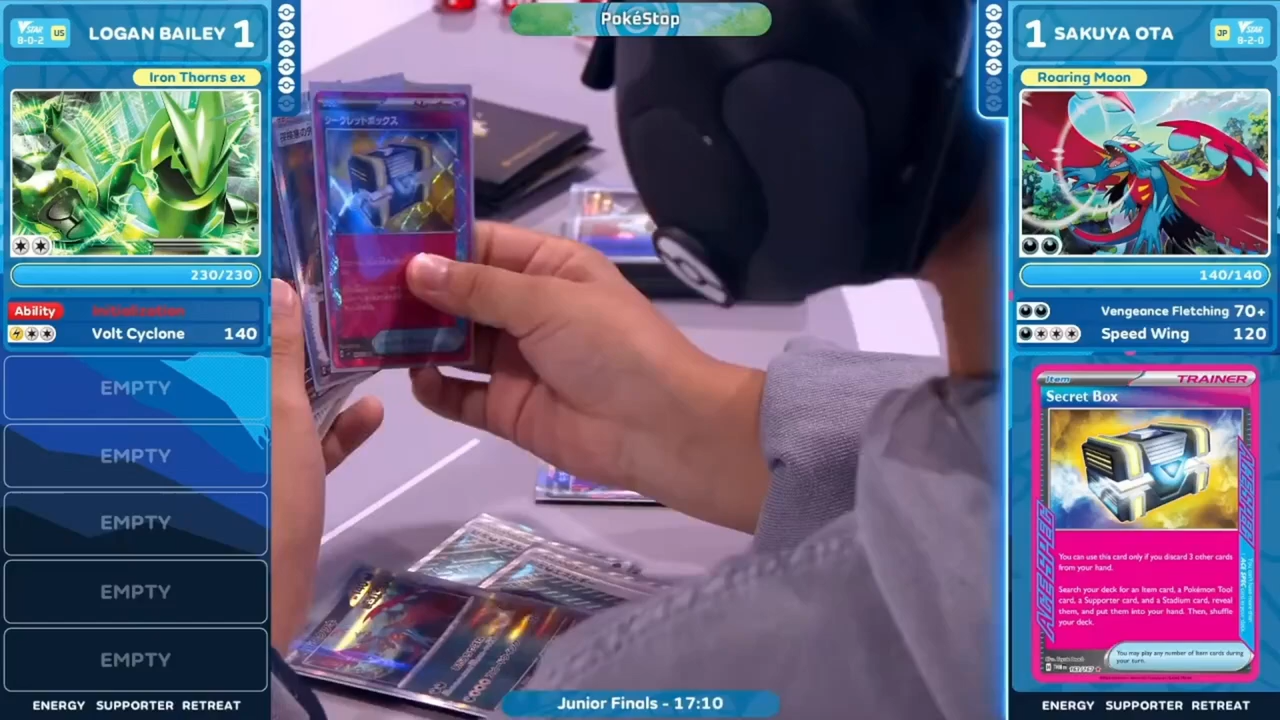 VSTAR
8-0-2
US
LOGAN BAILEY 1
Iron Thorns ex
230/230
Ability
Initialization
Volt Cyclone 140
EMPTY
EMPTY
EMPTY
EMPTY
EMPTY
ENERGY SUPPORTER RETREAT
PokéStop
シークレットボックス
Junior Finals - 17:10
1 SAKUYA OTA
JP
VSTAR
8-2-0
Roaring Moon
140/140
Vengeance Fletching 70+
Speed Wing 120
Item
TRAINER
Secret Box
ACE SPEC
ACE SPEC
You can use this card only if you discard 3 other cards
from your hand.
Search your deck for an Item card, a Pokémon Tool
card, a Supporter card, and a Stadium card, reveal
them, and put them into your hand. Then, shuffle
your deck.
You may play any number of Item cards during
your turn.
ENERGY SUPPORTER RETREAT